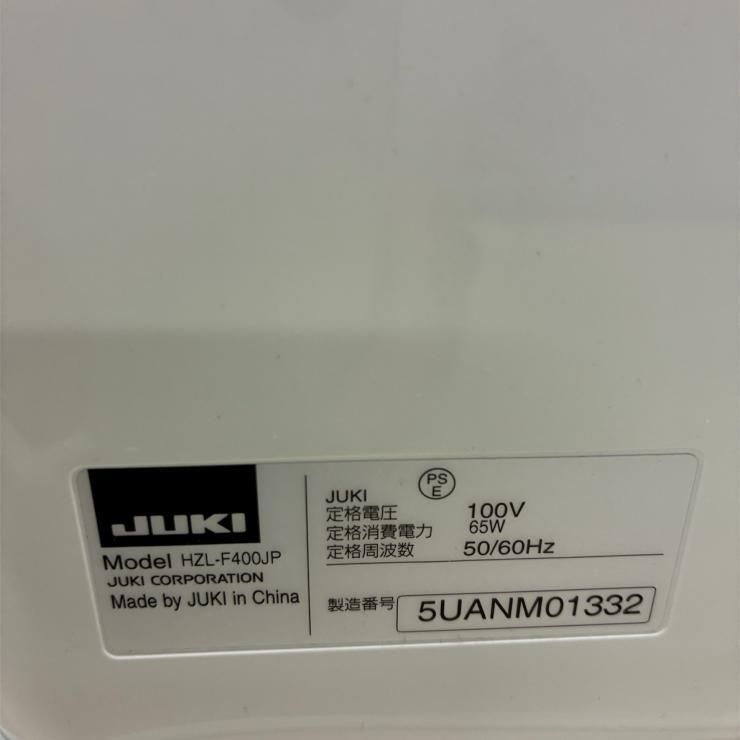 JUKI
Model HZL-F400JP
JUKI CORPORATION
Made by JUKI in China
PS
E
JUKI
定格電圧 100V
定格消費電力 65W
定格周波数 50/60Hz
製造番号 5UANM01332